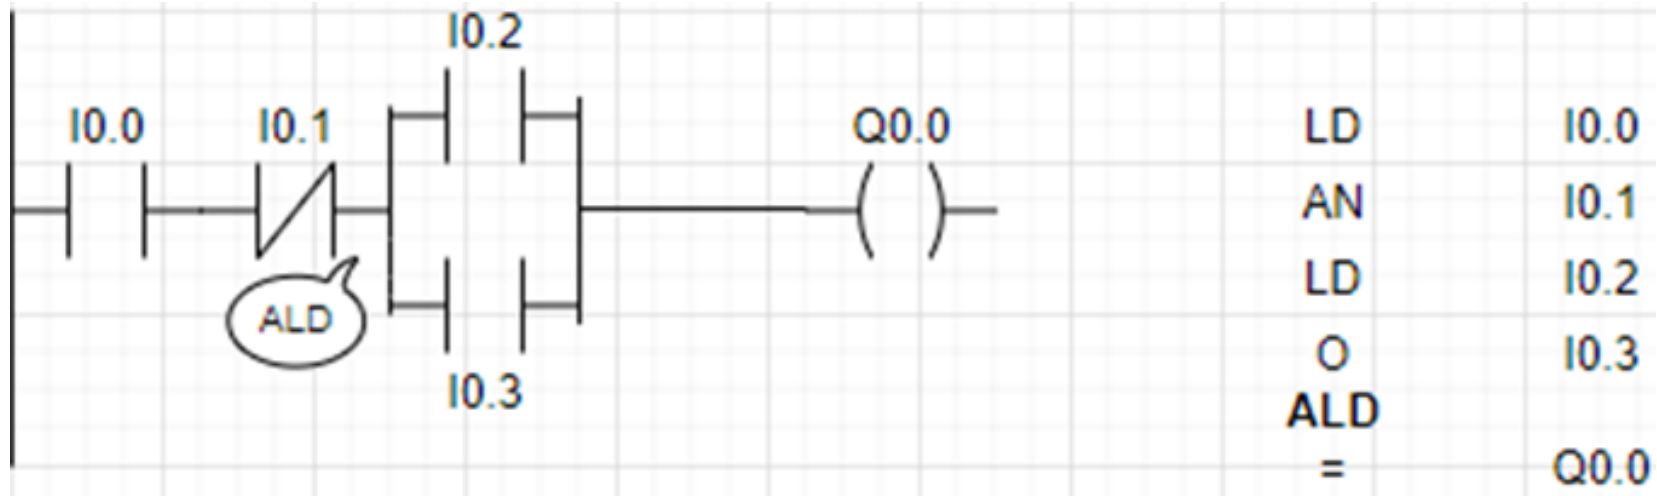 I0.2
I0.0 I0.1 Q0.0
ALD
I0.3
LD I0.0
AN I0.1
LD I0.2
O I0.3
ALD
= Q0.0